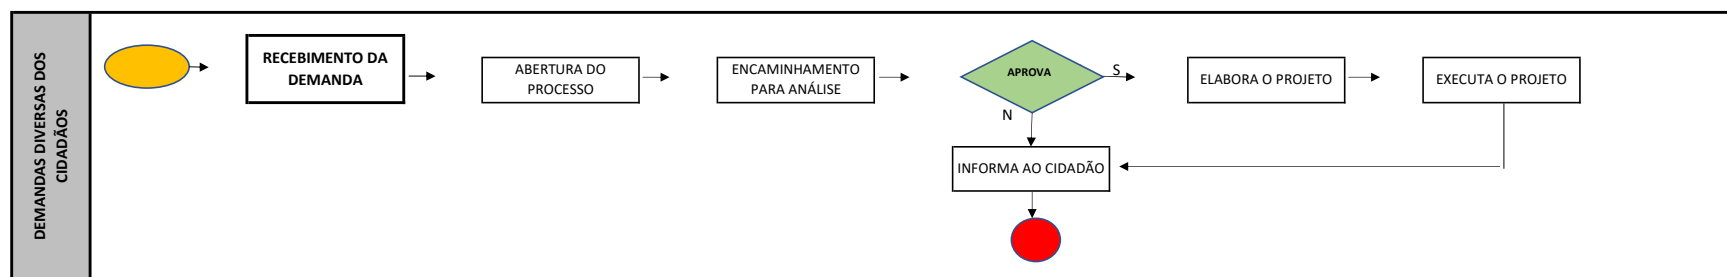 DEMANDAS DIVERSAS DOS
CIDADÃOS
RECEBIMENTO DA
DEMANDA
ABERTURA DO
PROCESSO
ENCAMINHAMENTO
PARA ANÁLISE
APROVA
S
N
ELABORA O PROJETO
EXECUTA O PROJETO
INFORMA AO CIDADÃO